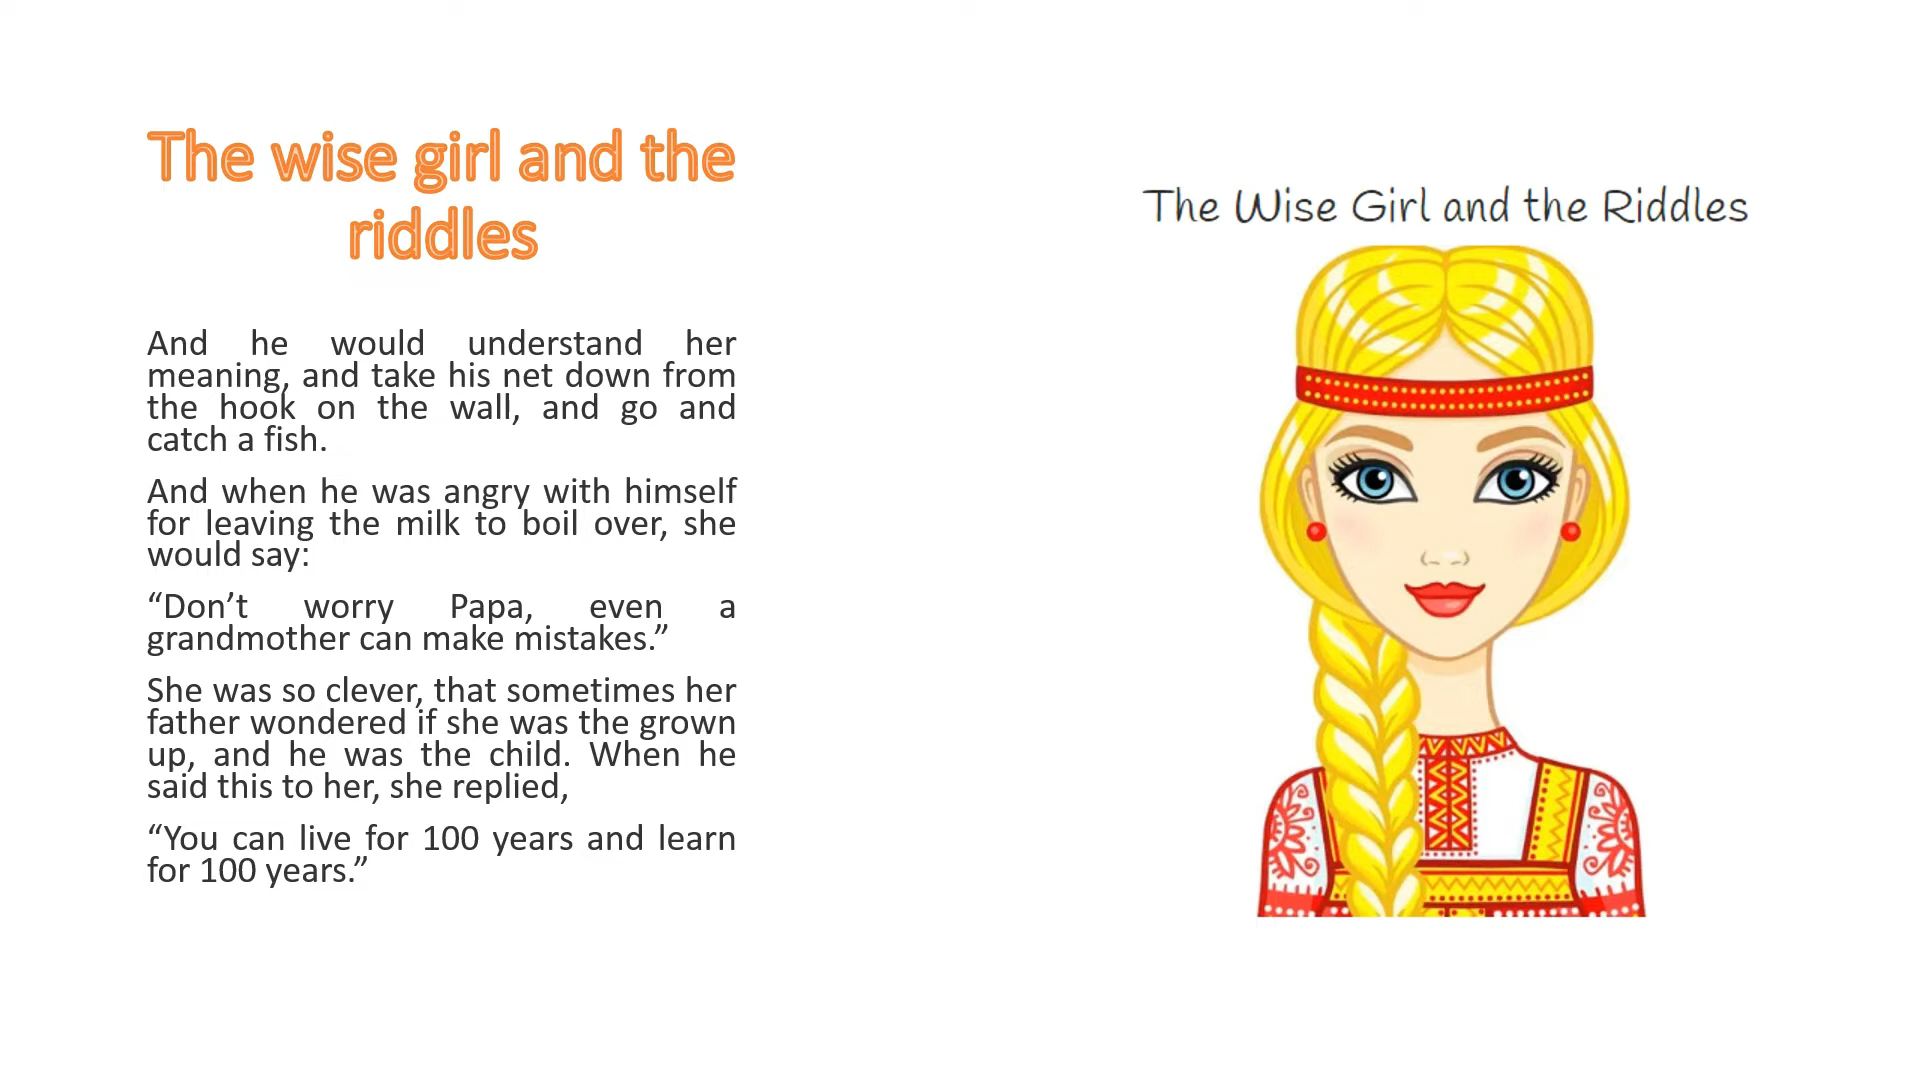 The wise girl and the
riddles
And he would understand her
meaning, and take his net down from
the hook on the wall, and go and
catch a fish.
And when he was angry with himself
for leaving the milk to boil over, she
would say:
“Don’t worry Papa, even a
grandmother can make mistakes.”
She was so clever, that sometimes her
father wondered if she was the grown
up, and he was the child. When he
said this to her, she replied,
“You can live for 100 years and learn
for 100 years.”
The Wise Girl and the Riddles